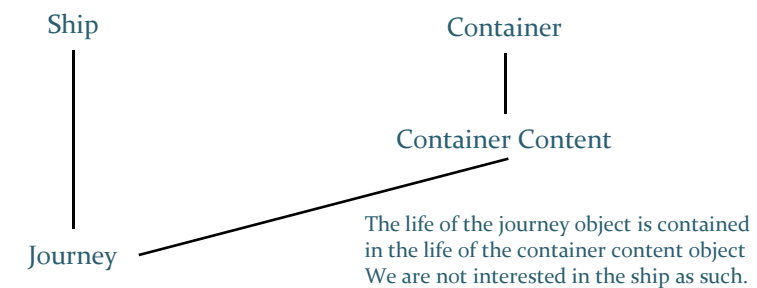 Ship
Container
Container Content
The life of the journey object is contained
in the life of the container content object
Journey
We are not interested in the ship as such.